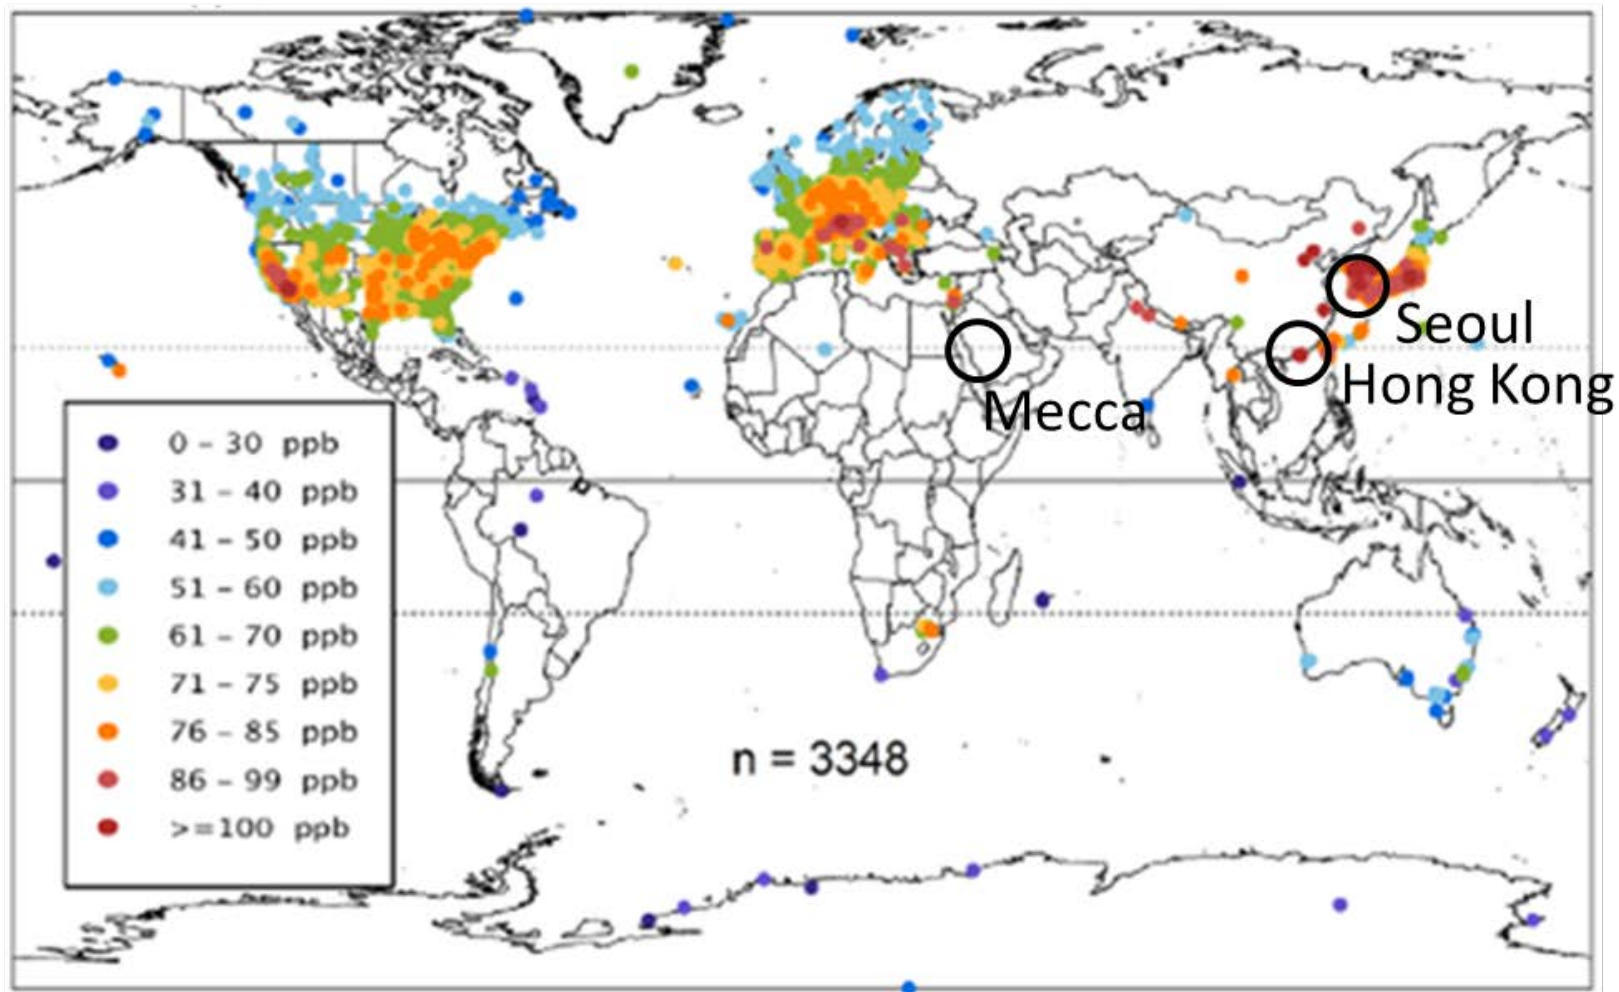 Seoul
Hong Kong
Mecca
0 – 30 ppb
31 – 40 ppb
41 – 50 ppb
51 – 60 ppb
61 – 70 ppb
71 – 75 ppb
76 – 85 ppb
86 – 99 ppb
>=100 ppb
n = 3348